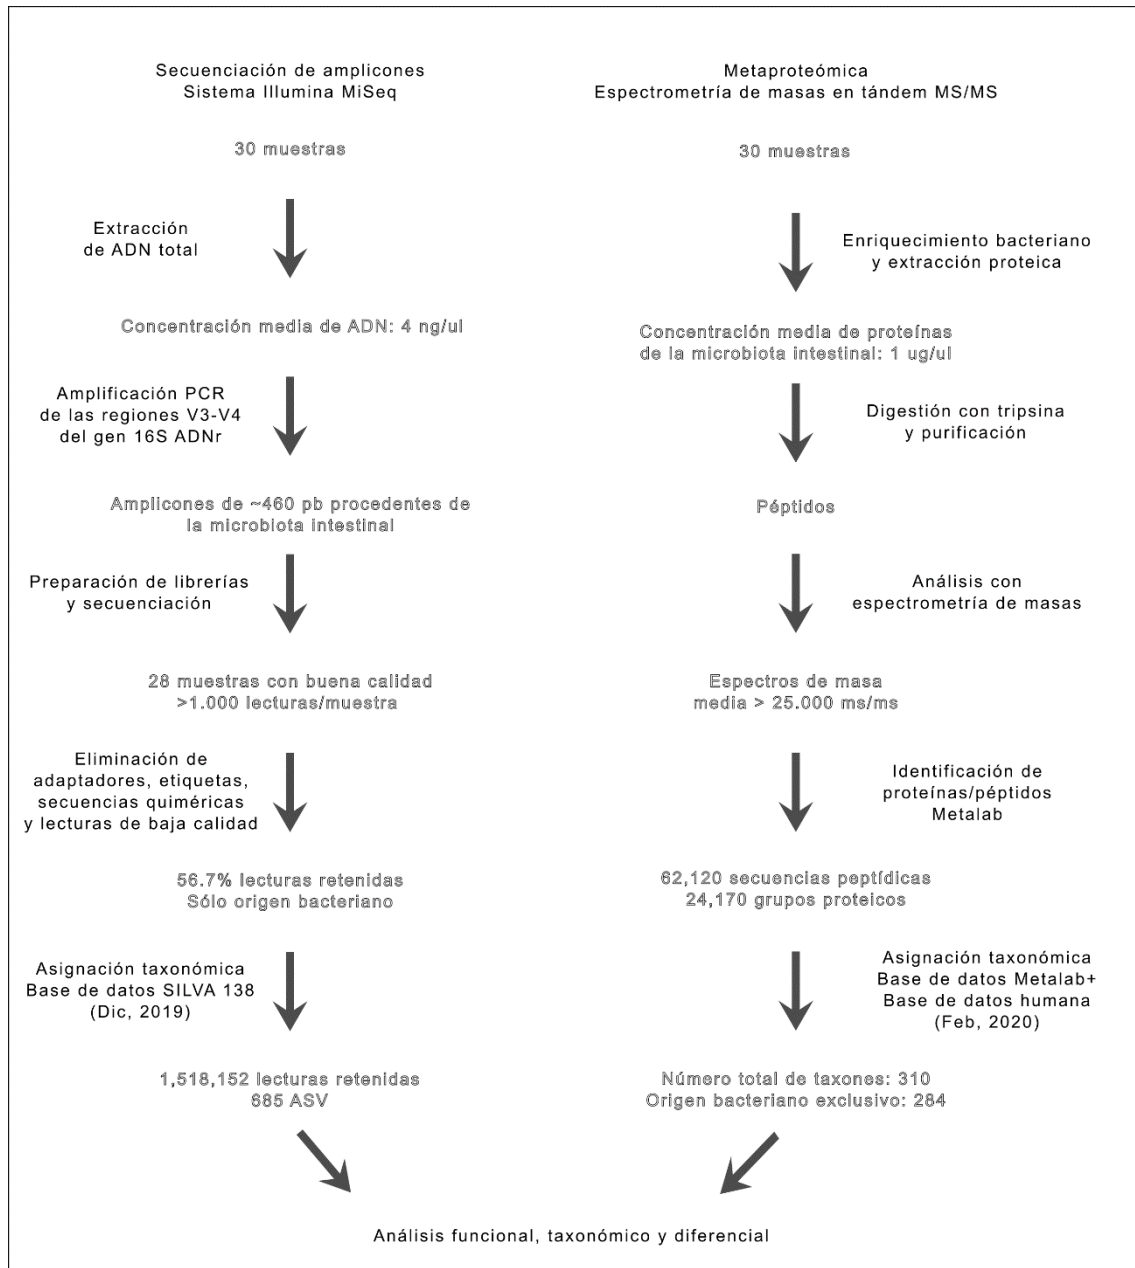 Secuenciación de amplicones
Sistema Illumina MiSeq
30 muestras
Extracción
de ADN total
Concentración media de ADN: 4 ng/ul
Amplificación PCR
de las regiones V3-V4
del gen 16S ADNr
Amplicones de ~460 pb procedentes de
la microbiota intestinal
Preparación de librerías
y secuenciación
28 muestras con buena calidad
>1.000 lecturas/muestra
Eliminación de
adaptadores, etiquetas,
secuencias quiméricas
y lecturas de baja calidad
56.7% lecturas retenidas
Sólo origen bacteriano
Asignación taxonómica
Base de datos SILVA 138
(Dic, 2019)
1,518,152 lecturas retenidas
685 ASV
Metaproteómica
Espectrometría de masas en tándem MS/MS
30 muestras
Enriquecimiento bacteriano
y extracción proteica
Concentración media de proteínas
de la microbiota intestinal: 1 ug/ul
Digestión con tripsina
y purificación
Péptidos
Análisis con
espectrometría de masas
Espectros de masa
media > 25.000 ms/ms
Identificación de
proteínas/péptidos
Metalab
62,120 secuencias peptídicas
24,170 grupos proteicos
Asignación taxonómica
Base de datos Metalab+
Base de datos humana
(Feb, 2020)
Número total de taxones: 310
Origen bacteriano exclusivo: 284
Análisis funcional, taxonómico y diferencial